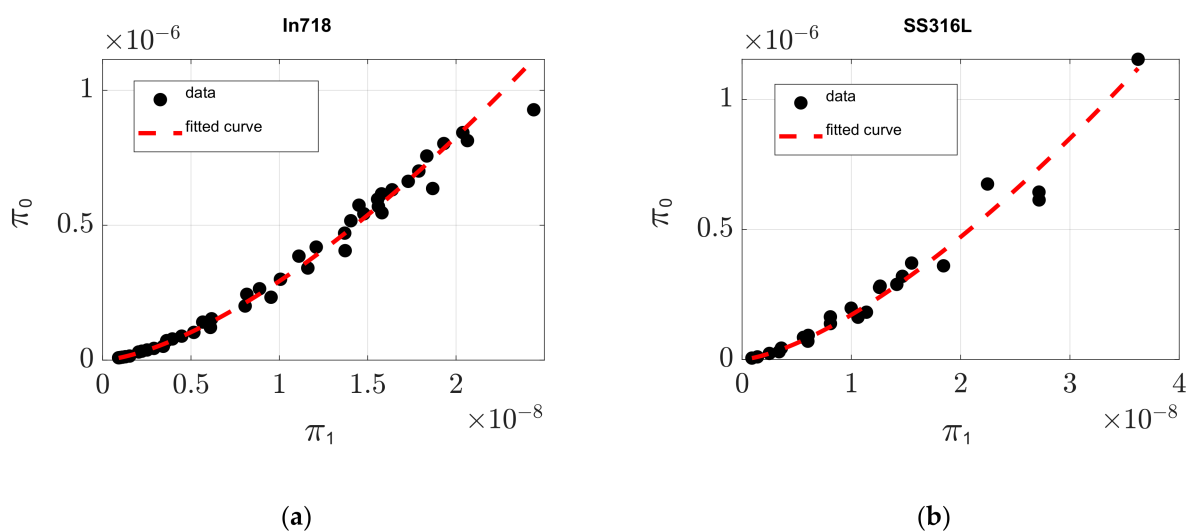 In718
×10⁻⁶
1
0.5
0
π₀
data
fitted curve
0 0.5 1 1.5 2
×10⁻⁸
π₁
(a)
SS316L
×10⁻⁶
1
0.5
0
π₀
data
fitted curve
0 1 2 3 4
×10⁻⁸
π₁
(b)